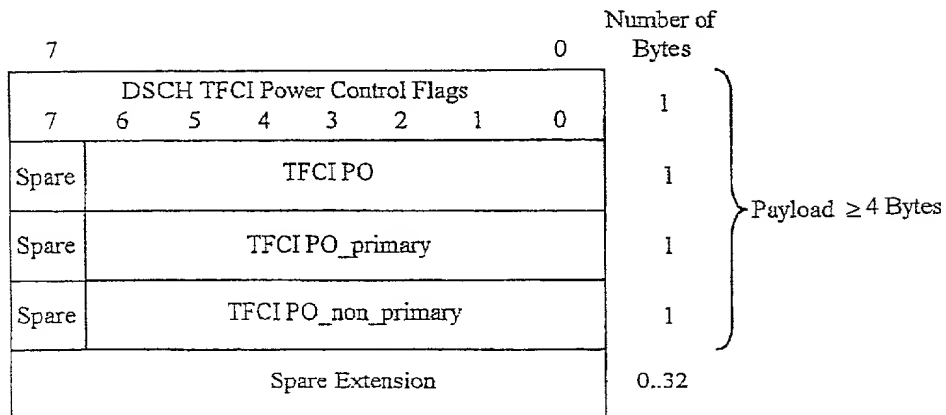 Number of
7 0 Bytes
DSCH TFCI Power Control Flags 1
7 6 5 4 3 2 1 0
Spare TFCI PO 1
Payload ≥ 4 Bytes
Spare TFCI PO_primary 1
Spare TFCI PO_non_primary 1
Spare Extension 0..32